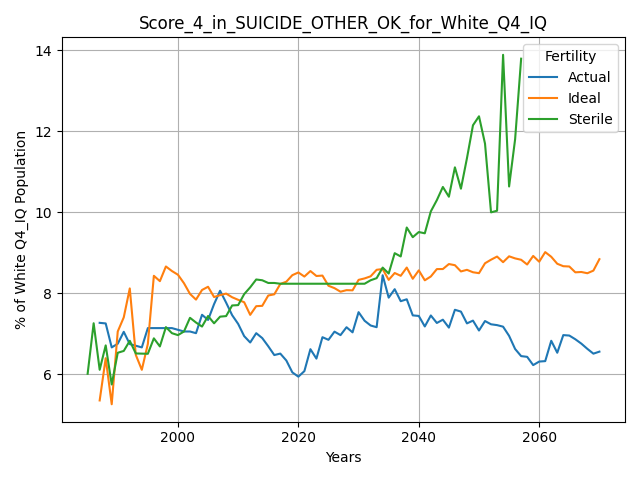 Score_4_in_SUICIDE_OTHER_OK_for_White_Q4_IQ
% of White Q4_IQ Population
14
12
10
8
6
Fertility
Actual
Ideal
Sterile
2000
2020
2040
2060
Years